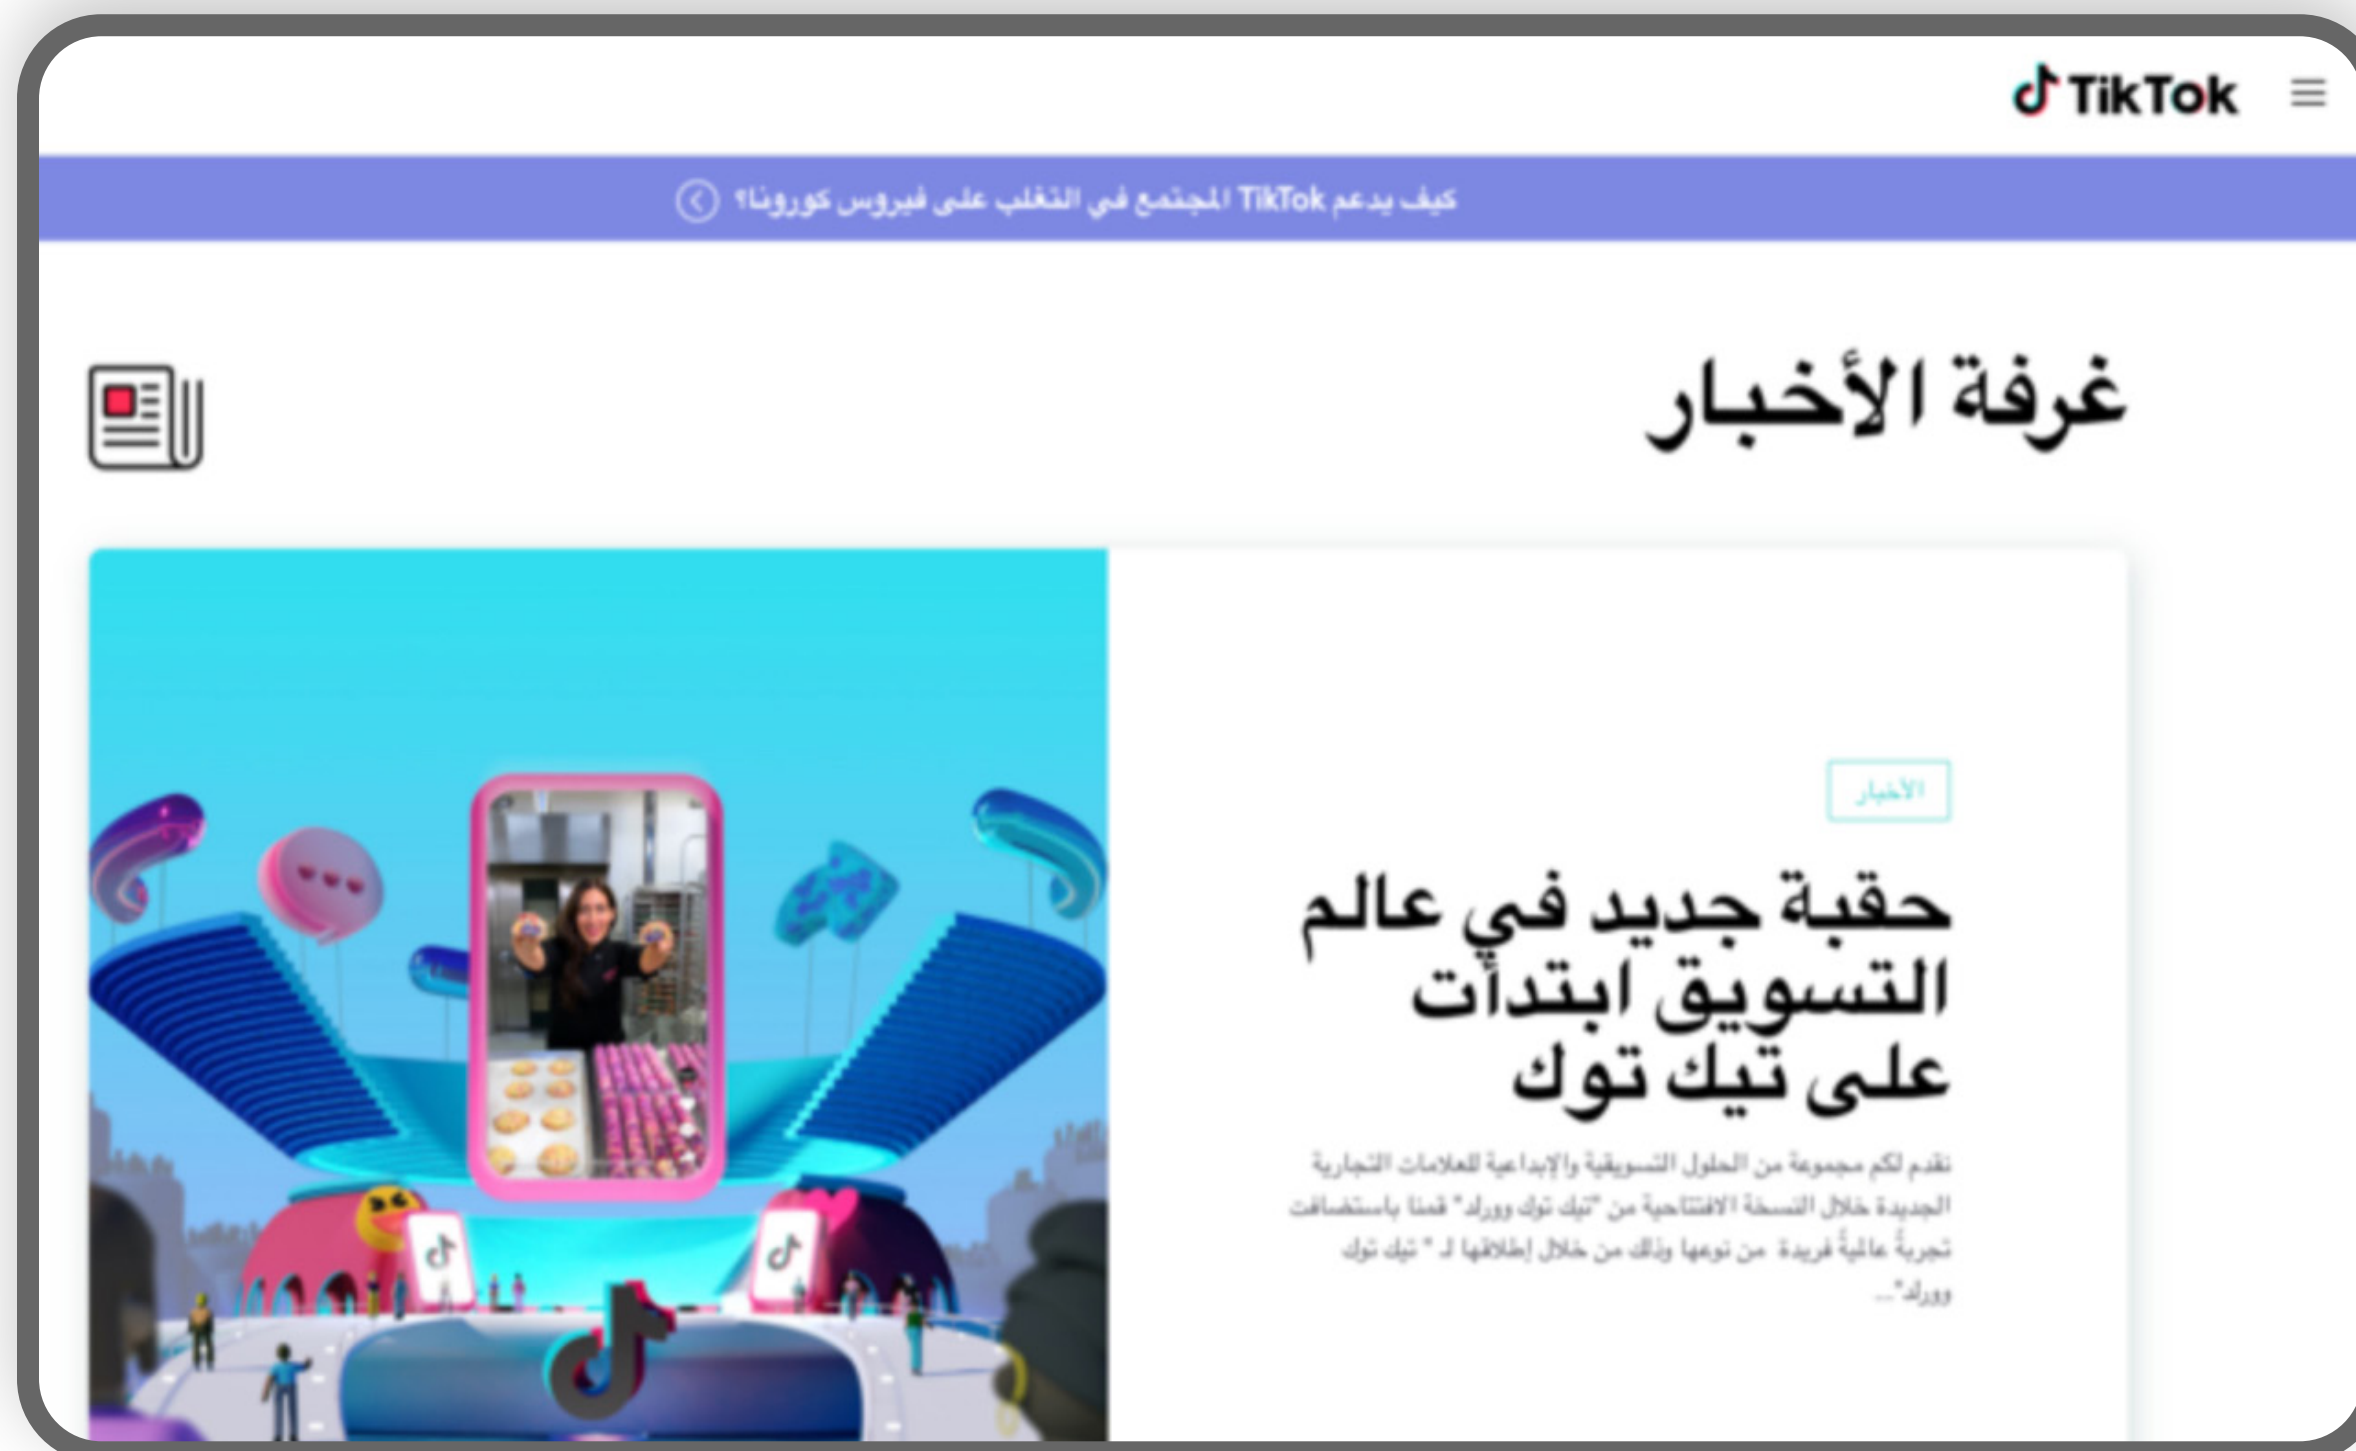 TikTok
كيف يدعم TikTok المجتمع في التغلب على فيروس كورونا؟
غرفة الأخبار
الأخبار
حقبة جديد في عالم
التسويق ابتدأت
على تيك توك
نقدم لكم مجموعة من الحلول التسويقية والإبداعية للعلامات التجارية
الجديدة خلال النسخة الافتتاحية من "تيك توك وورلد" قمنا باستضافت
تجربةً عالميةً فريدة من نوعها وذلك من خلال إطلاقها لـ " تيك توك
وورلد"...